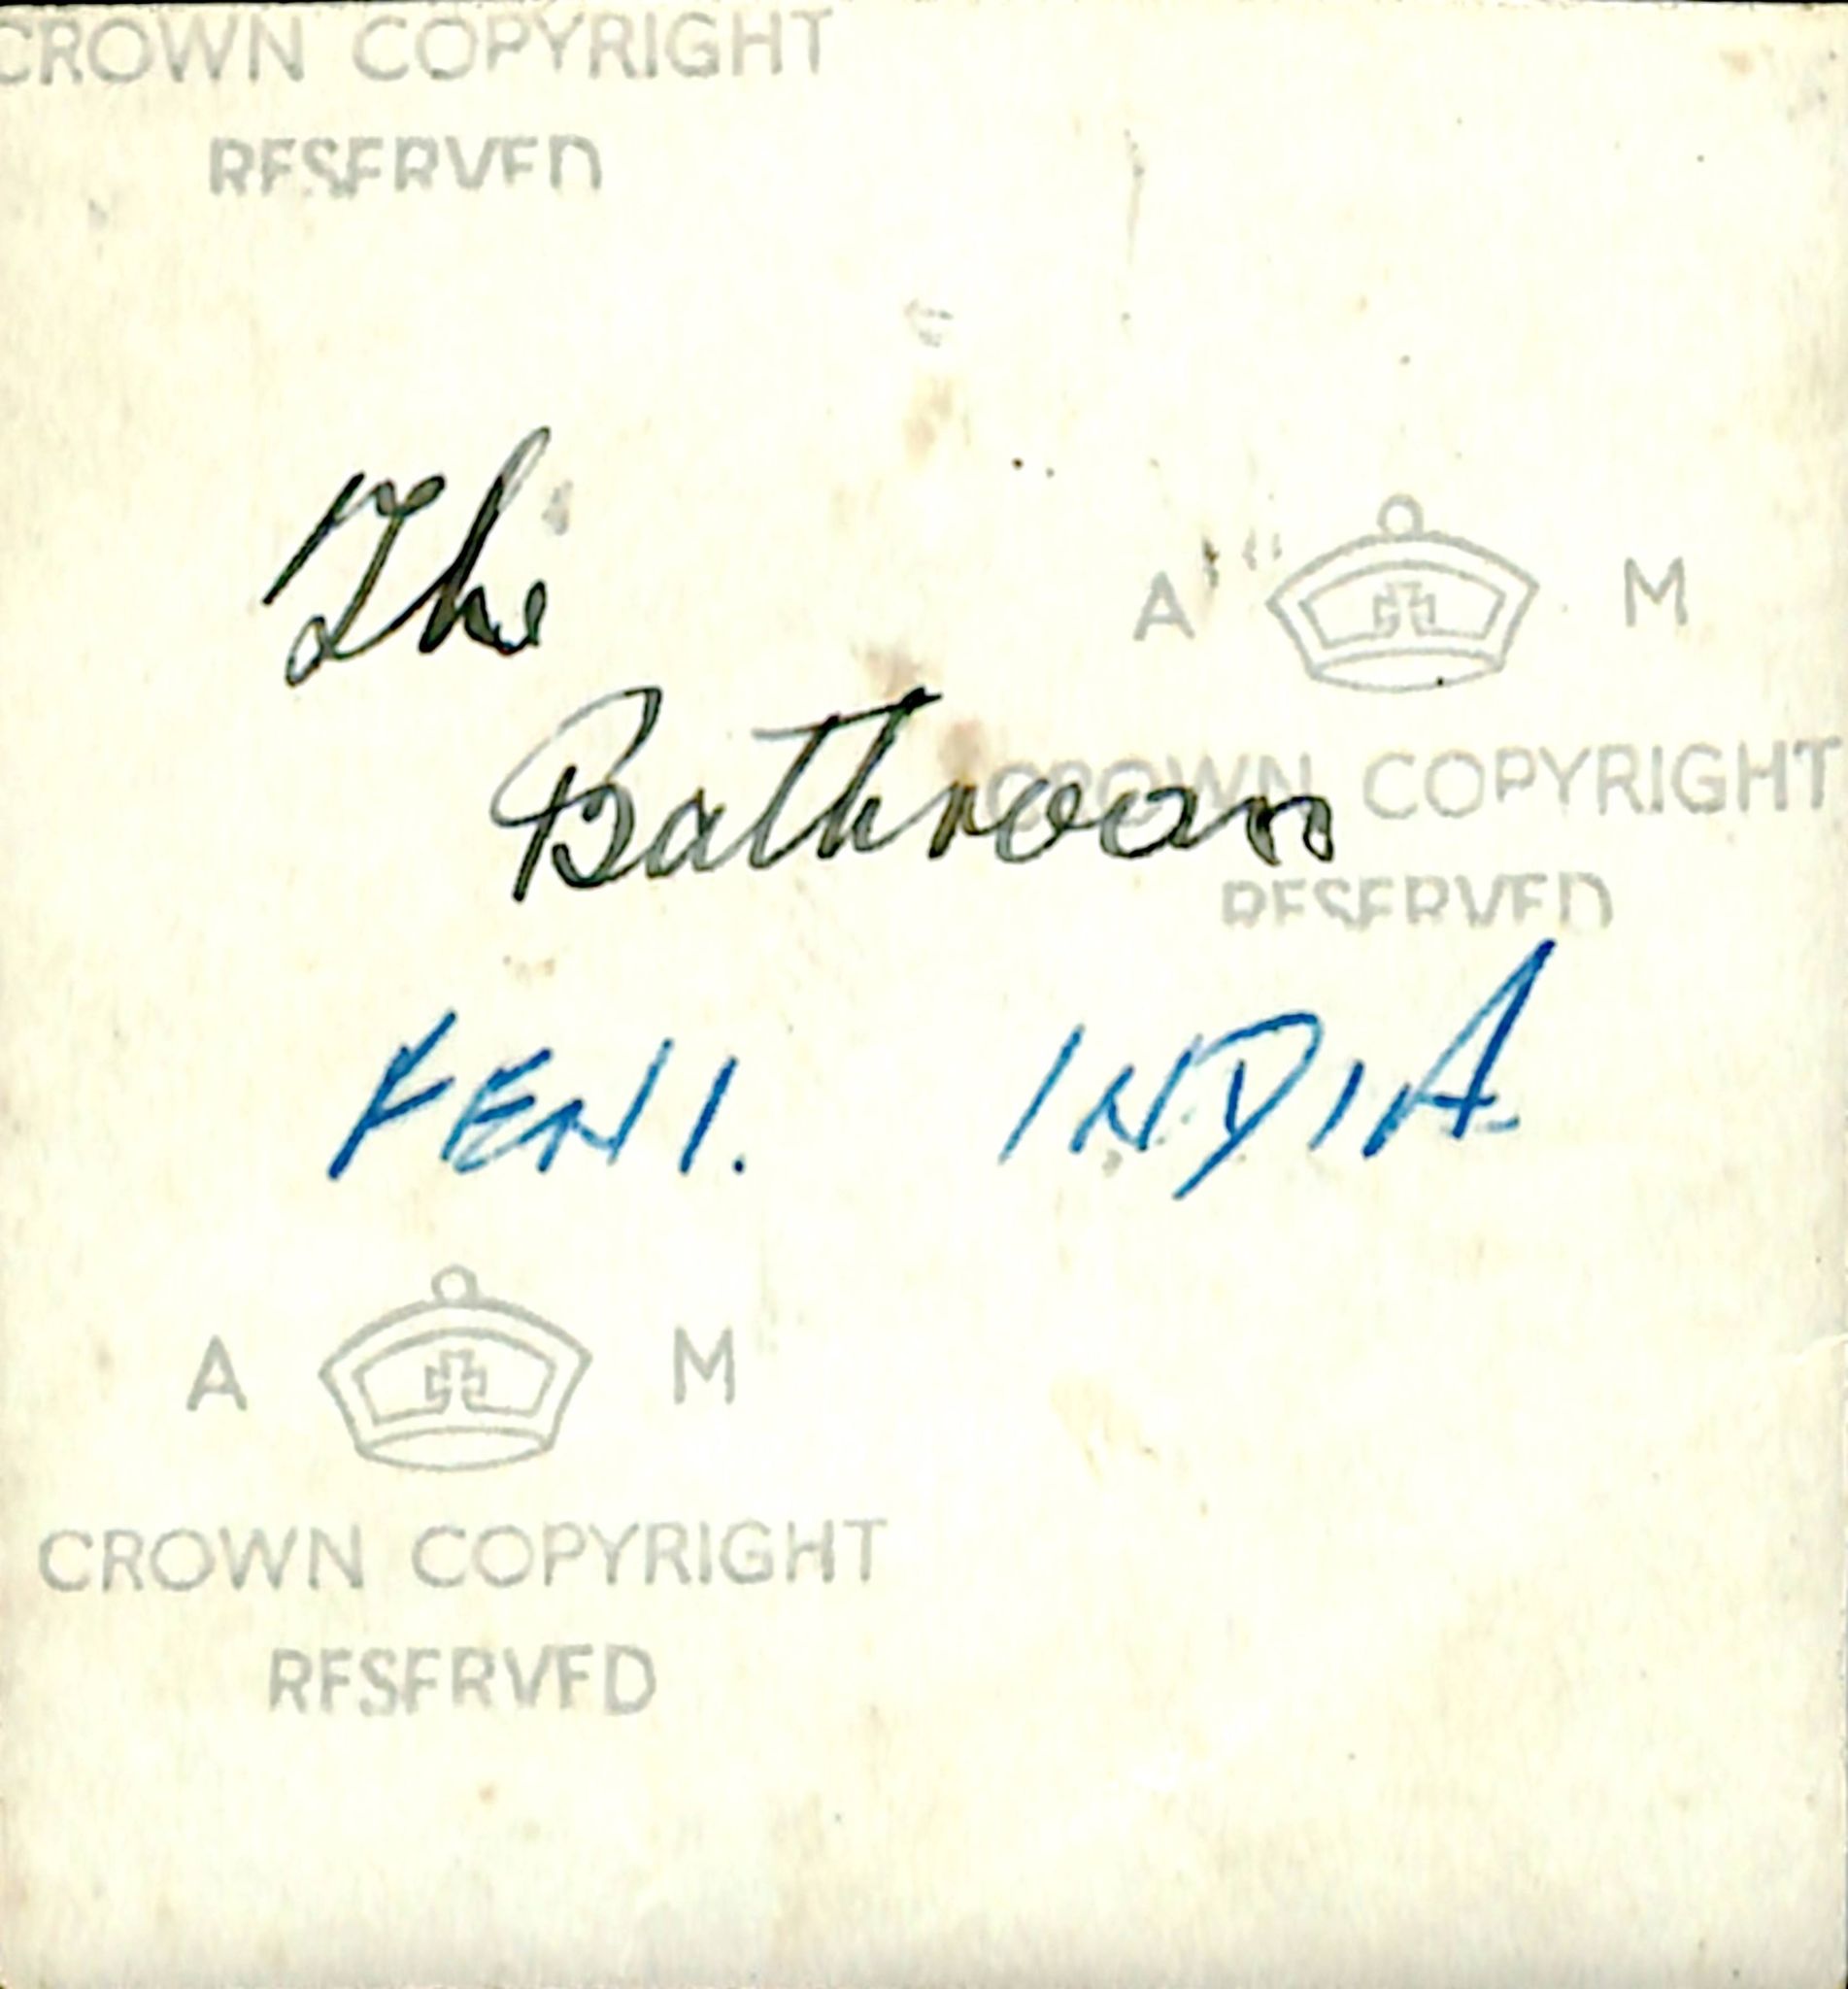 CROWN COPYRIGHT
RESERVED
The
Bathroom
A M
CROWN COPYRIGHT
RESERVED
FENI. INDIA
A M
CROWN COPYRIGHT
RESERVED